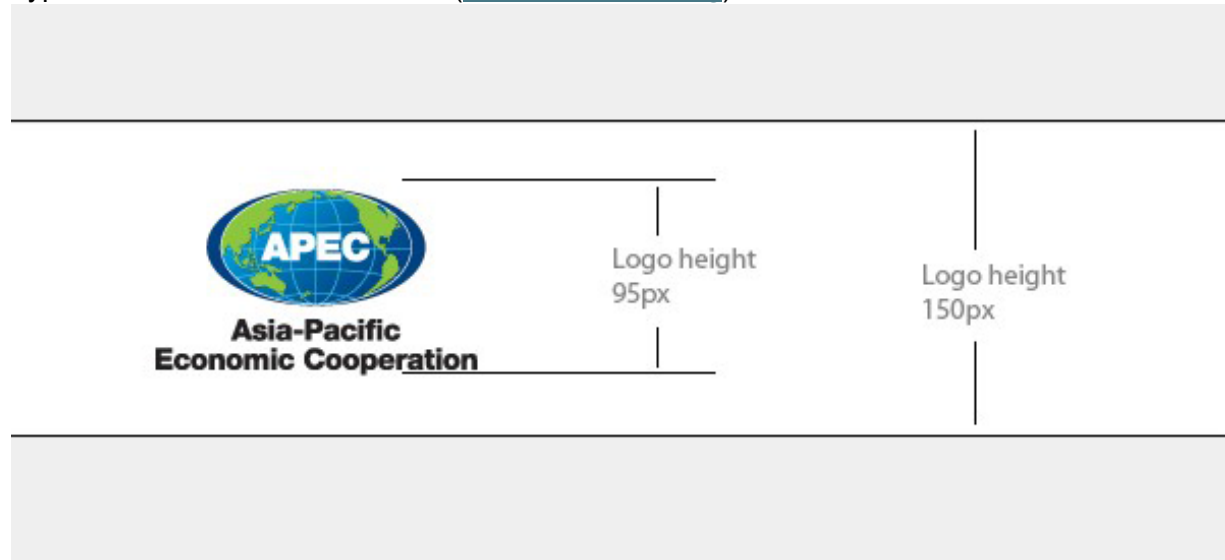 APEC
Asia-Pacific
Economic Cooperation
Logo height
95px
Logo height
150px